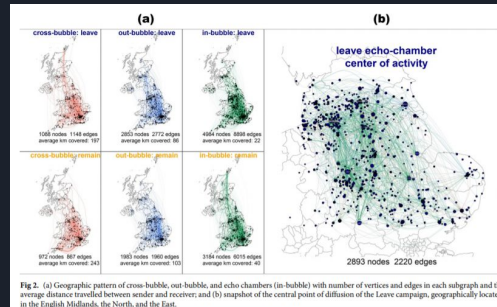 (a)
(b)
cross-bubble: leave
out-bubble: leave
in-bubble: leave
1088 nodes 1148 edges
average km covered: 197
2853 nodes 2772 edges
average km covered: 86
4984 nodes 8898 edges
average km covered: 22
cross-bubble: remain
out-bubble: remain
in-bubble: remain
972 nodes 887 edges
average km covered: 243
1983 nodes 1960 edges
average km covered: 103
3184 nodes 6015 edges
average km covered: 40
leave echo-chamber
center of activity
2893 nodes 2220 edges
Fig 2. (a) Geographic pattern of cross-bubble, out-bubble, and echo chambers (in-bubble) with number of vertices and edges in each subgraph and
average distance travelled between sender and receiver; and (b) snapshot of the central point of diffusion of the Leave campaign, geographically
in the English Midlands, the North, and the East.